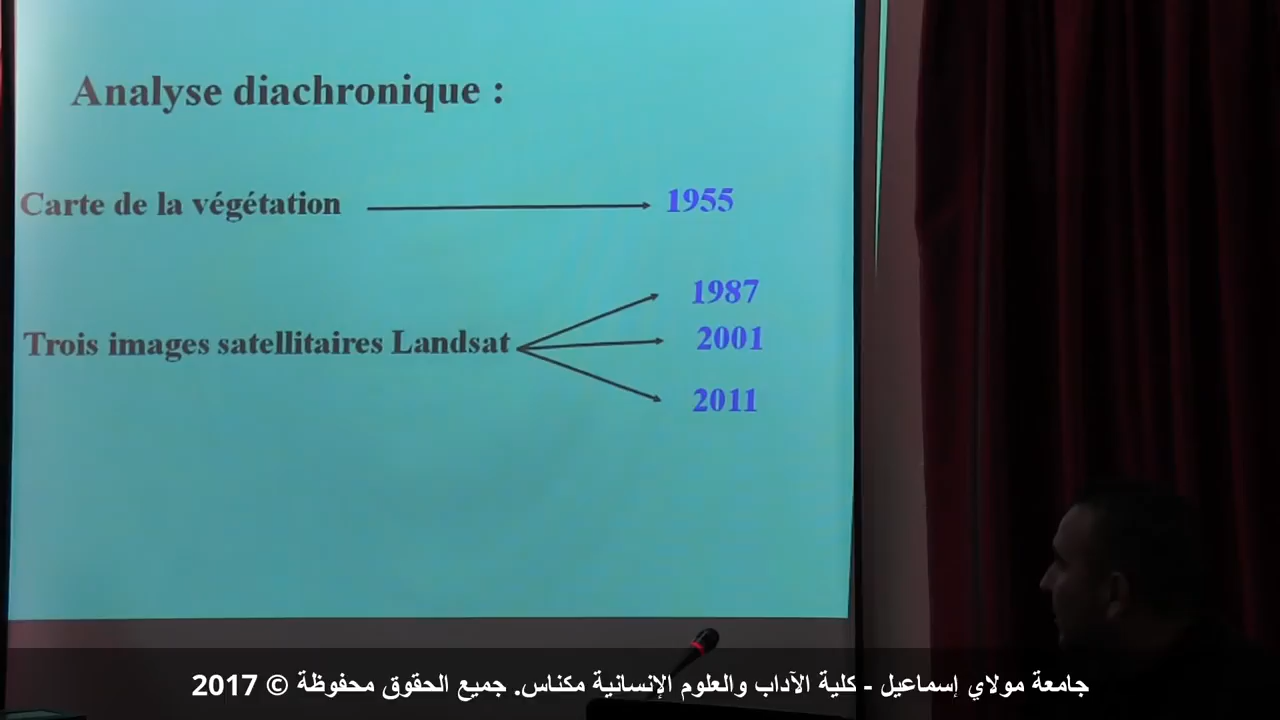 Analyse diachronique :
Carte de la végétation 1955
1987
Trois images satellitaires Landsat 2001
2011
جامعة مولاي إسماعيل - كلية الآداب والعلوم الإنسانية مكناس. جميع الحقوق محفوظة © 2017